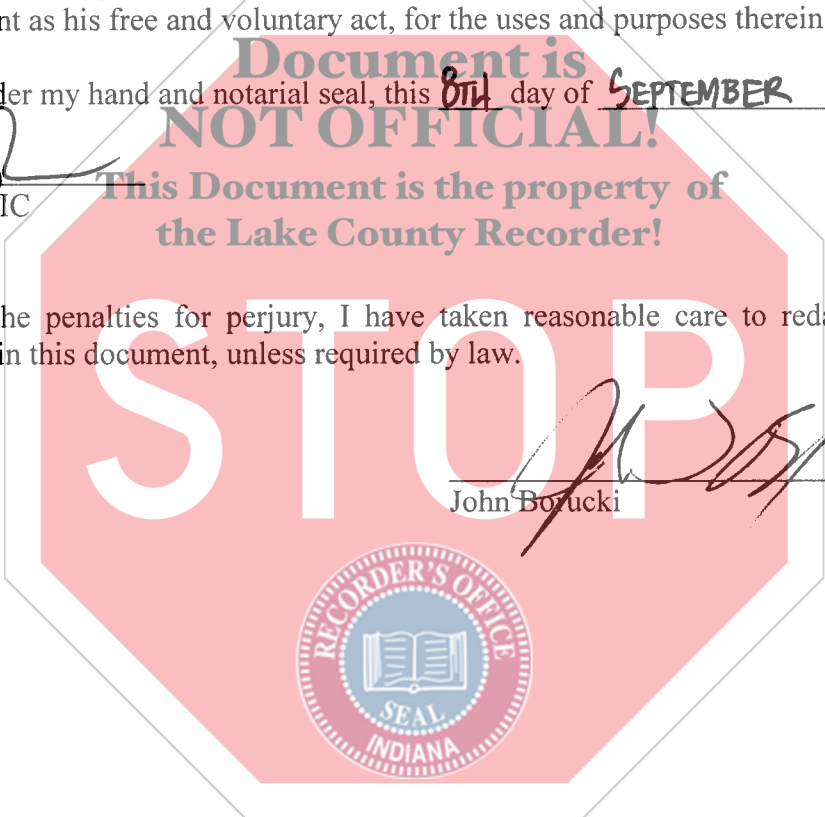 nt as his free and voluntary act, for the uses and purposes therein
Document is
der my hand and notarial seal, this 8TH day of SEPTEMBER
NOT OFFICIAL!
This Document is the property of
IC
the Lake County Recorder!
he penalties for perjury, I have taken reasonable care to reda
in this document, unless required by law.
STOP
John Borucki
RECORDER'S OFFICE
SEAL
INDIANA